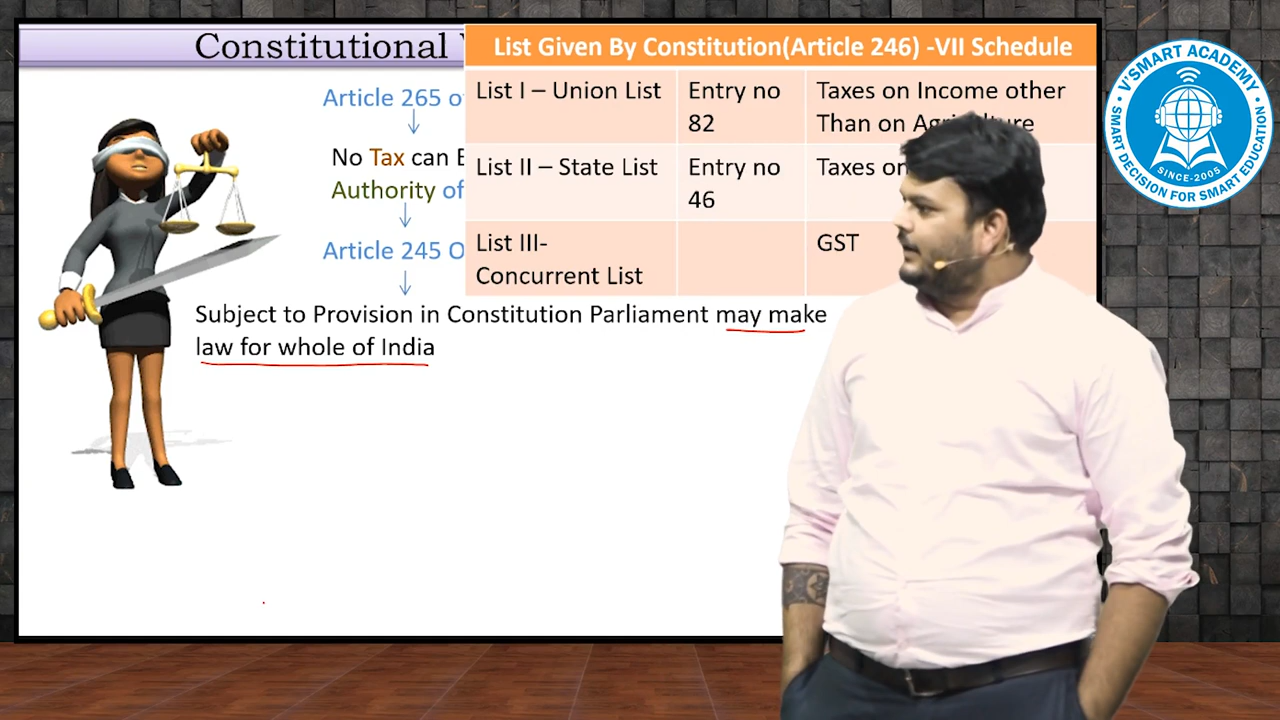 Constitutional
List Given By Constitution(Article 246) -VII Schedule
Article 265 o
List I – Union List
Entry no
82
Taxes on Income other
Than on
No Tax can
Authority of
List II – State List
Entry no
46
Taxes on
Article 245 O
List III-
Concurrent List
GST
Subject to Provision in Constitution Parliament may make
law for whole of India
V'SMART ACADEMY
SINCE-2005
SMART DECISION FOR SMART EDUCATION